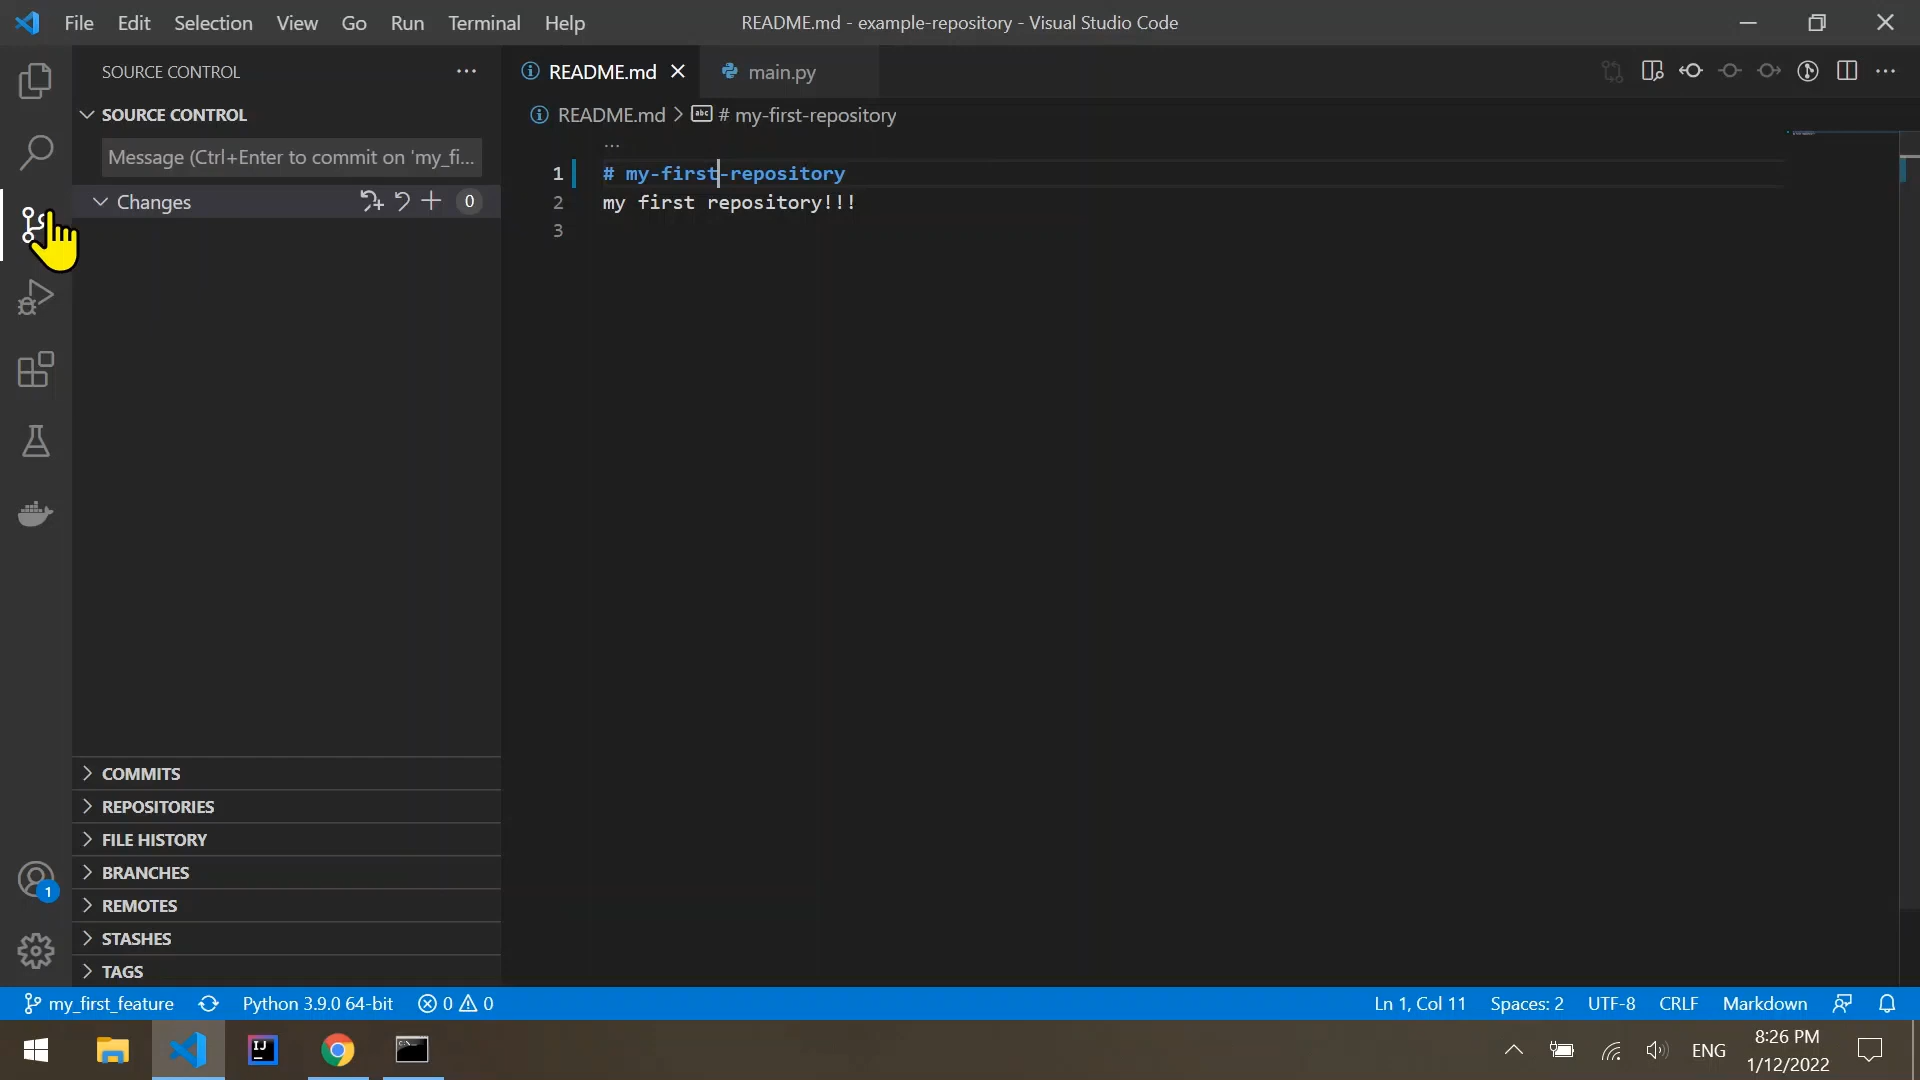 File Edit Selection View Go Run Terminal Help README.md - example-repository - Visual Studio Code
SOURCE CONTROL ··· README.md main.py
SOURCE CONTROL README.md > # my-first-repository
Message (Ctrl+Enter to commit on 'my_fi...
...
1 # my-first-repository
Changes 0
2 my first repository!!!
3
COMMITS
REPOSITORIES
FILE HISTORY
BRANCHES
1
REMOTES
STASHES
TAGS
my_first_feature Python 3.9.0 64-bit 0 0 Ln 1, Col 11 Spaces: 2 UTF-8 CRLF Markdown
IJ ENG 8:26 PM
1/12/2022